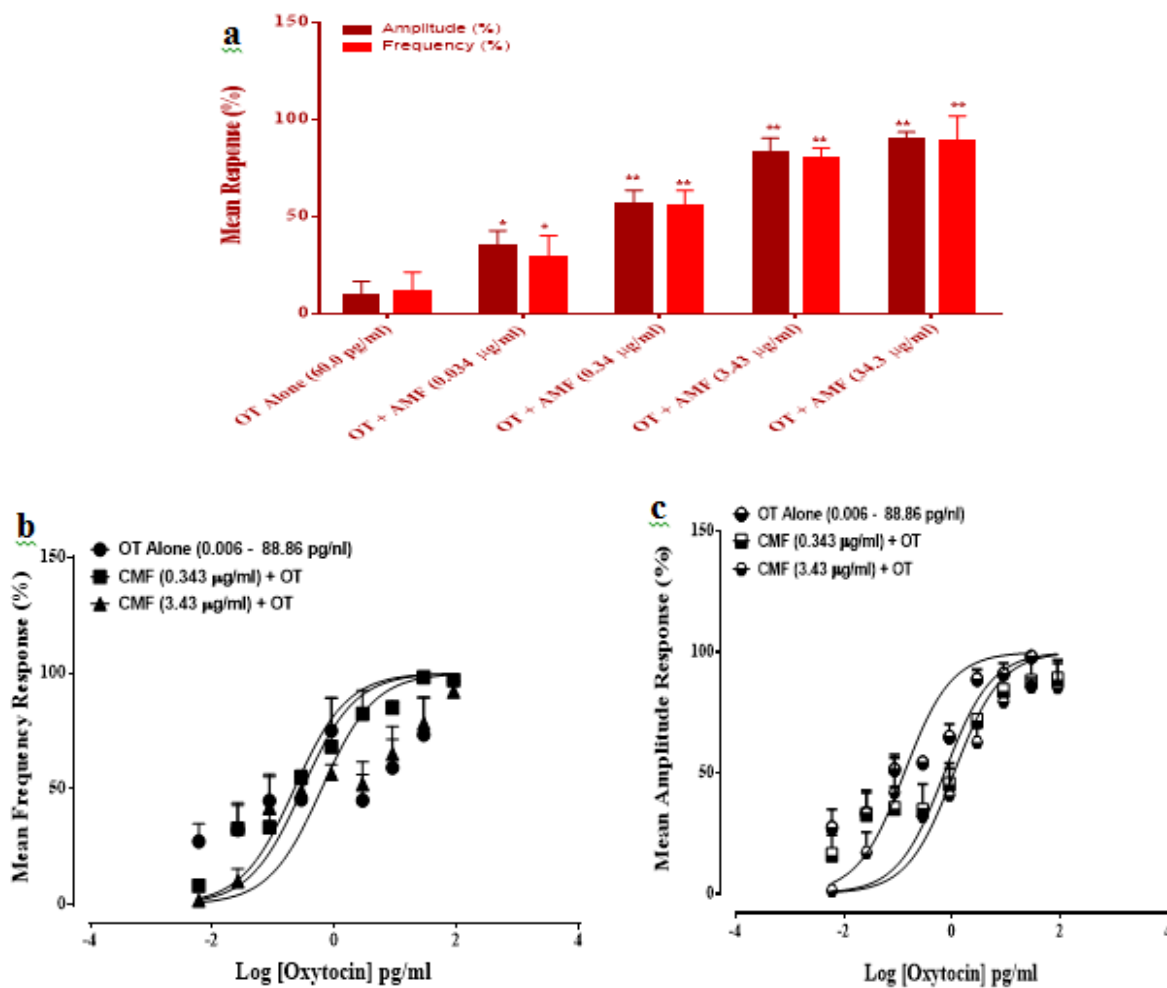 a
Amplitude (%)
Frequency (%)
Mean Response (%)
150
100
50
0
* * ** ** ** ** ** **
OT Alone (60.0 pg/ml)
OT + AMF (0.034 µg/ml)
OT + AMF (0.34 µg/ml)
OT + AMF (3.43 µg/ml)
OT + AMF (34.3 µg/ml)
b
OT Alone (0.006 - 88.86 pg/nl)
CMF (0.343 µg/ml) + OT
CMF (3.43 µg/ml) + OT
Mean Frequency Response (%)
150
100
50
0
-4 -2 0 2 4
Log [Oxytocin] pg/ml
c
OT Alone (0.006 - 88.86 pg/nl)
CMF (0.343 µg/ml) + OT
CMF (3.43 µg/ml) + OT
Mean Amplitude Response (%)
150
100
50
0
-4 -2 0 2 4
Log [Oxytocin] pg/ml